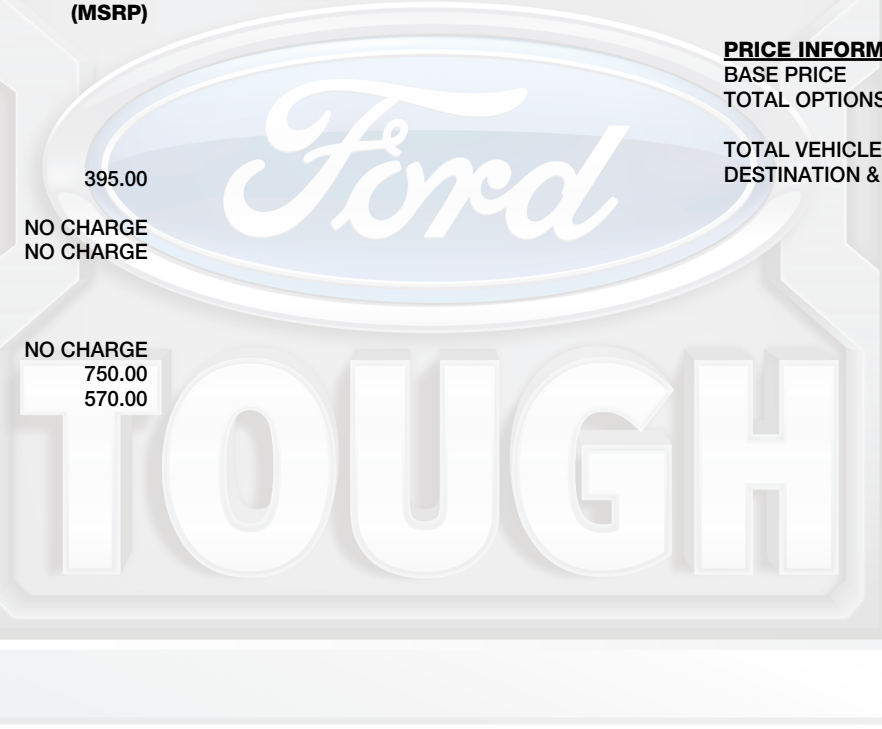 (MSRP)
395.00
NO CHARGE
NO CHARGE
NO CHARGE
750.00
570.00
PRICE INFORM
BASE PRICE
TOTAL OPTIONS
TOTAL VEHICLE
DESTINATION &
Ford
TOUGH